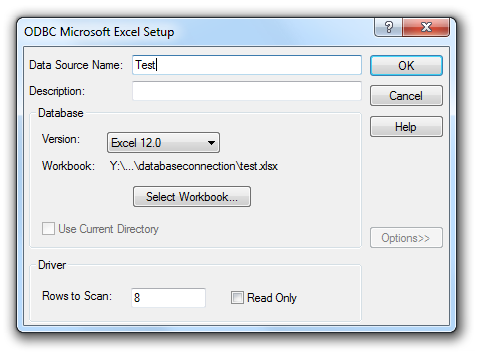 ODBC Microsoft Excel Setup
Data Source Name: Test OK
Description: Cancel
Database Help
Version: Excel 12.0
Workbook: Y:\...\databaseconnection\test.xlsx
Select Workbook...
Use Current Directory Options>>
Driver
Rows to Scan: 8 Read Only